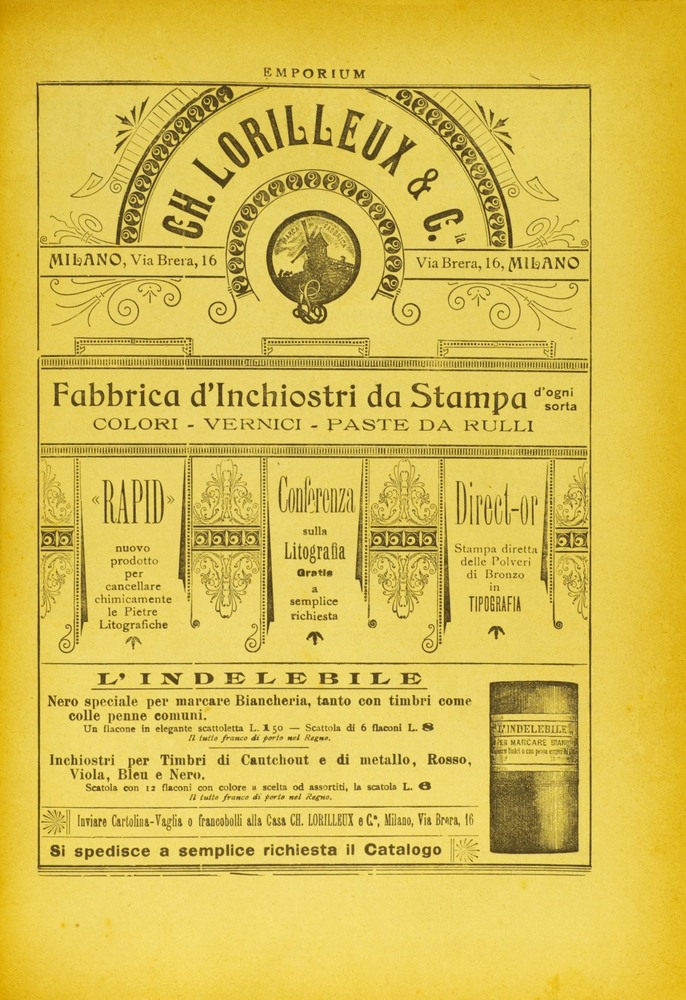 EMPORIUM
CH. LORILLEUX & C.ia
MILANO, Via Brera, 16
Via Brera, 16, MILANO
Fabbrica d'Inchiostri da Stampa d'ogni sorta
COLORI - VERNICI - PASTE DA RULLI
«RAPID»
nuovo
prodotto
per
cancellare
chimicamente
le Pietre
Litografiche
Conferenza
sulla
Litografia
Gratis
a
semplice
richiesta
Dirèct-or
Stampa diretta
delle Polveri
di Bronzo
in
TIPOGRAFIA
L'INDELEBILE
Nero speciale per marcare Biancheria, tanto con timbri come
colle penne comuni.
Un flacone in elegante scattoletta L. 1 50 — Scattola di 6 flaconi L. 8
Il tutto franco di porto nel Regno.
Inchiostri per Timbri di Cautchout e di metallo, Rosso,
Viola, Bleu e Nero.
Scatola con 12 flaconi con colore a scelta od assortiti, la scatola L. 6
Il tutto franco di porto nel Regno.
Inviare Cartolina-Vaglia o francobolli alla Casa CH. LORILLEUX e C.ª, Milano, Via Brera, 16
Si spedisce a semplice richiesta il Catalogo
L'INDELEBILE
PER MARCARE